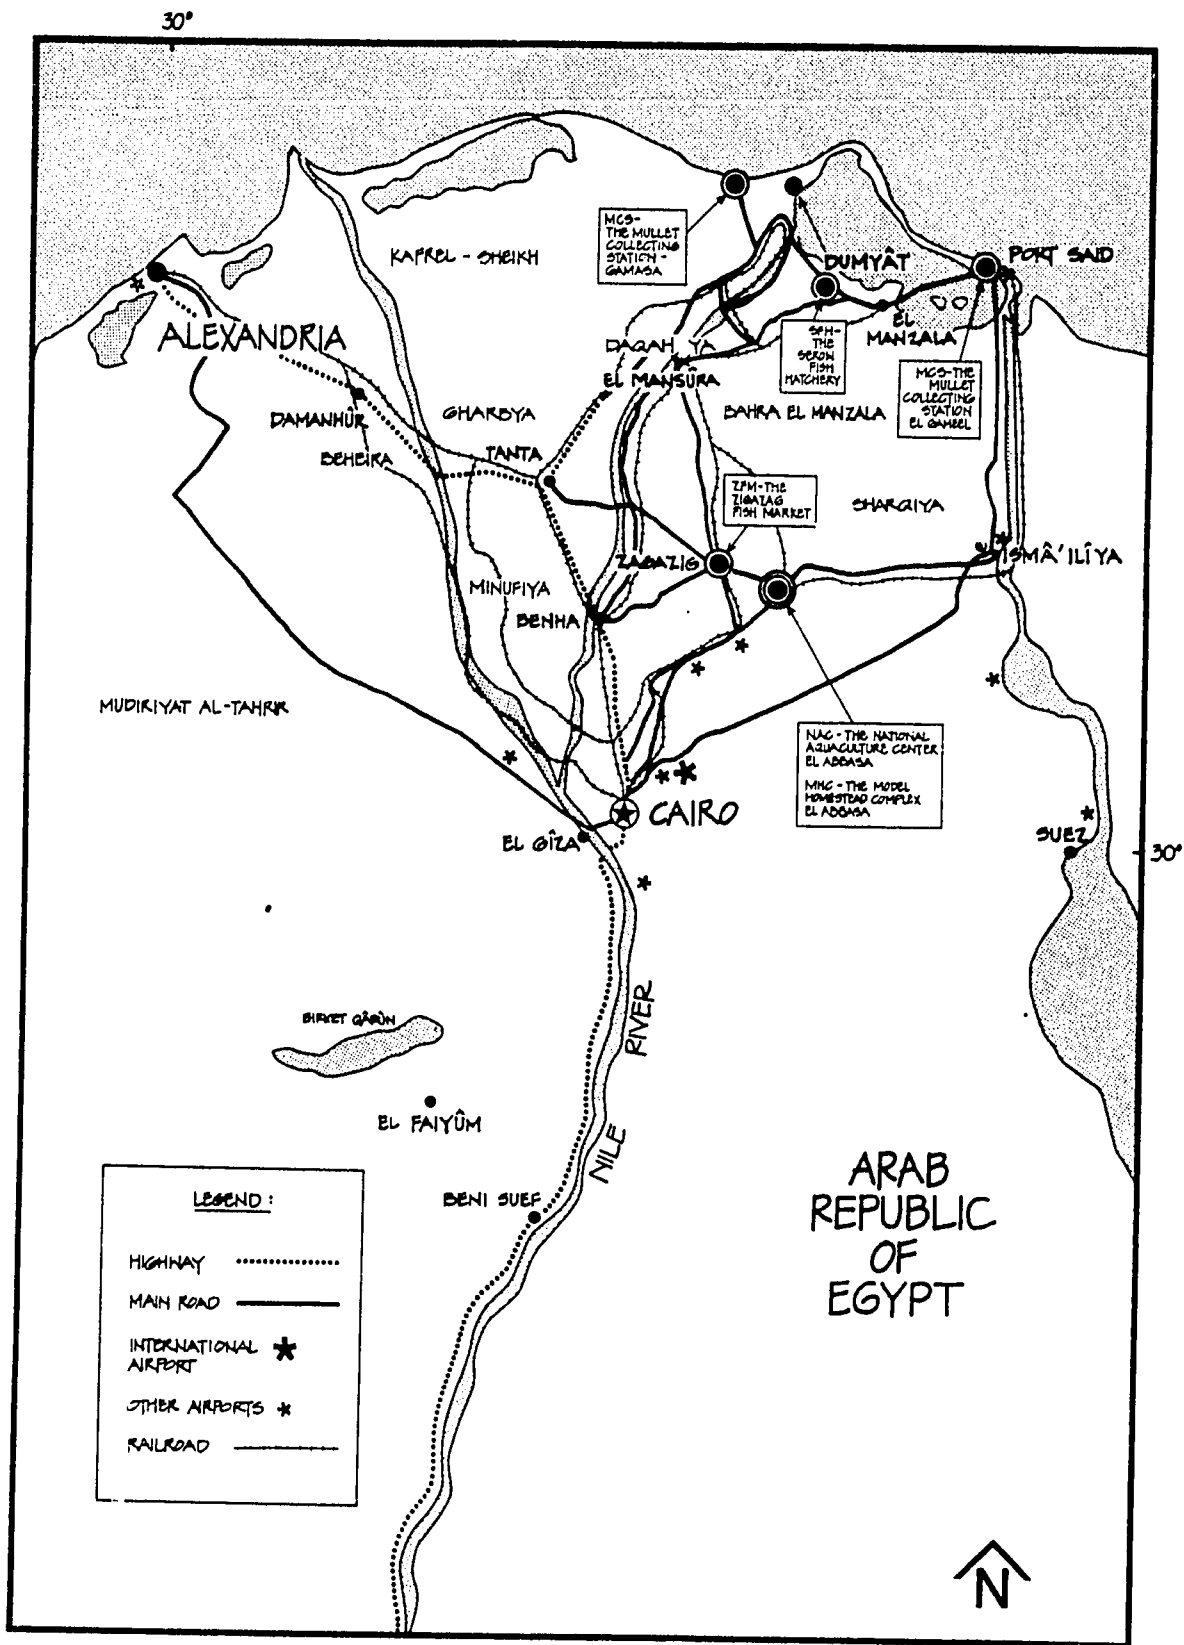 30°
MCS-
THE MULLET
COLLECTING
STATION -
GAMASA
KAFREL - SHEIKH
DUMYÂT
PORT SAID
ALEXANDRIA
SFH-
THE
SEROW
FISH
HATCHERY
EL
MANZALA
DAQAH YA
EL MANSÛRA
MCS-THE
MULLET
COLLECTING
STATION
EL GAMEEL
DAMANHÛR
GHARBYA
BAHRA EL MANZALA
BEHEIRA
TANTA
ZFM-THE
ZIGAZAG
FISH MARKET
SHARQIYA
ZAGAZIG
ISMÂ'ILÎYA
MINUFIYA
BENHA
MUDIRIYAT AL-TAHRIR
NAC - THE NATIONAL
AQUACULTURE CENTER
EL ABBASA
MHC - THE MODEL
HOMESTEAD COMPLEX
EL ABBASA
CAIRO
EL GÎZA
SUEZ
30°
BIRKET QÂRÛN
RIVER
EL FAIYÛM
NILE
BENI SUEF
ARAB
REPUBLIC
OF
EGYPT
LEGEND :
HIGHWAY
MAIN ROAD
INTERNATIONAL
AIRPORT
OTHER AIRPORTS
RAILROAD
N